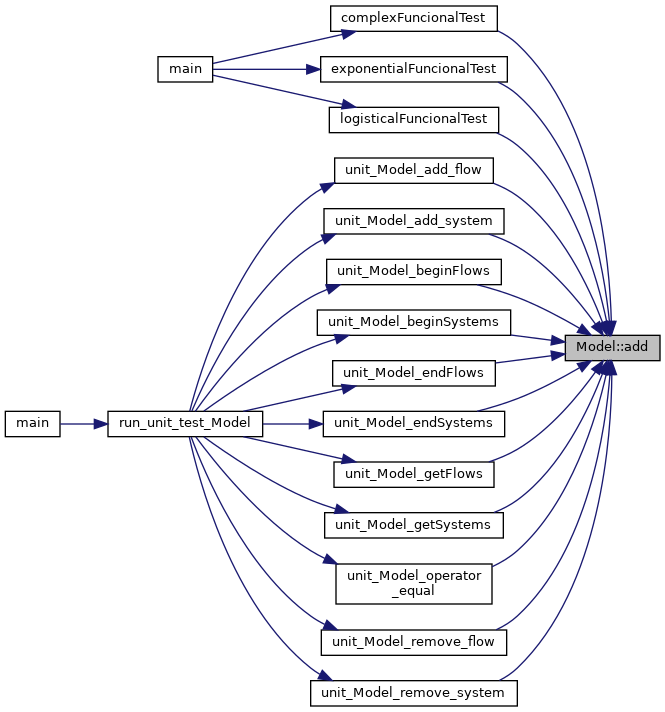 complexFuncionalTest
main
exponentialFuncionalTest
logisticalFuncionalTest
unit_Model_add_flow
unit_Model_add_system
unit_Model_beginFlows
unit_Model_beginSystems
Model::add
unit_Model_endFlows
main
run_unit_test_Model
unit_Model_endSystems
unit_Model_getFlows
unit_Model_getSystems
unit_Model_operator
_equal
unit_Model_remove_flow
unit_Model_remove_system